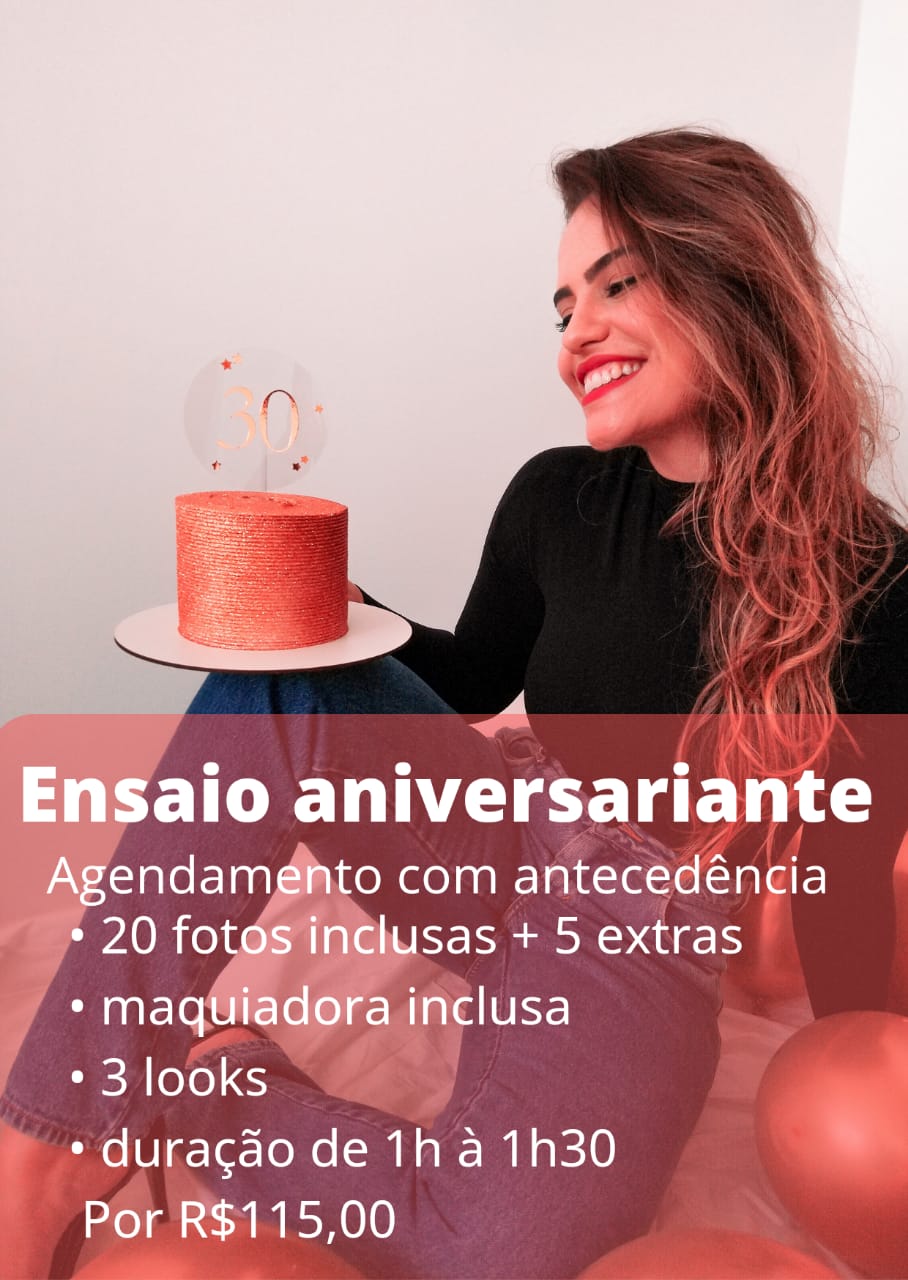 30
Ensaio aniversariante
Agendamento com antecedência
• 20 fotos inclusas + 5 extras
• maquiadora inclusa
• 3 looks
• duração de 1h à 1h30
Por R$115,00